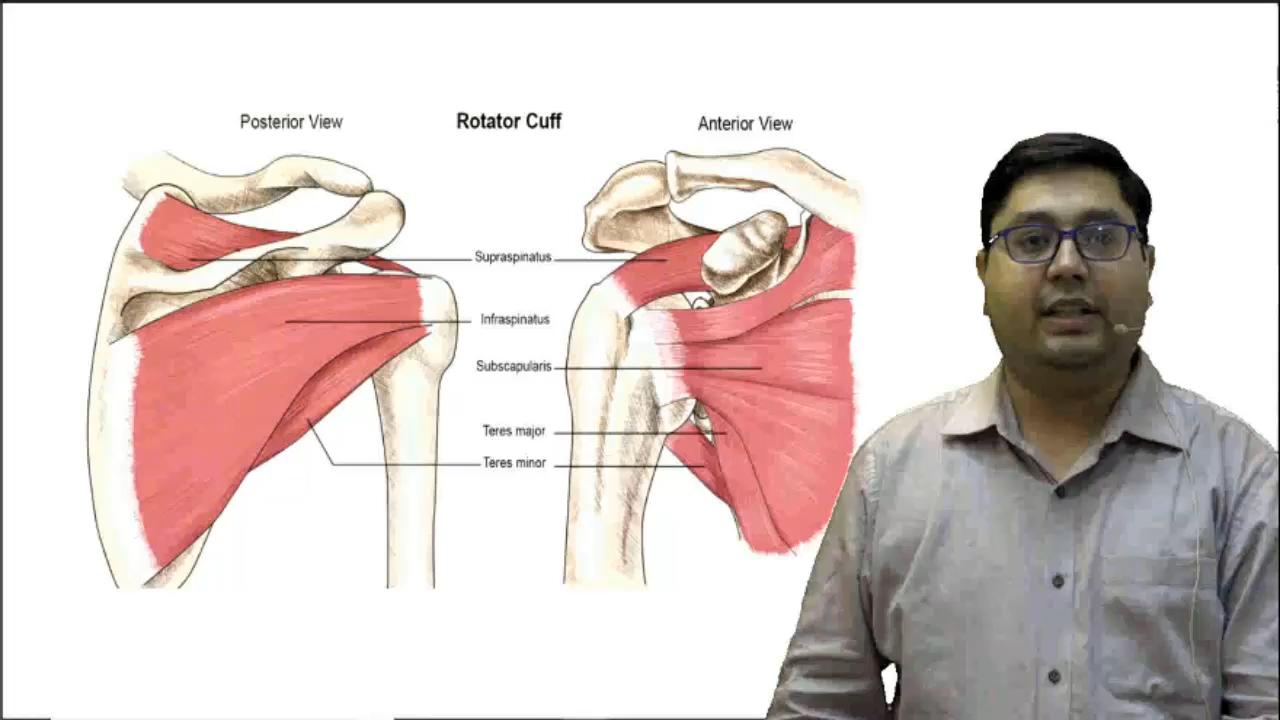 Posterior View
Rotator Cuff
Anterior View
Supraspinatus
Infraspinatus
Subscapularis
Teres major
Teres minor